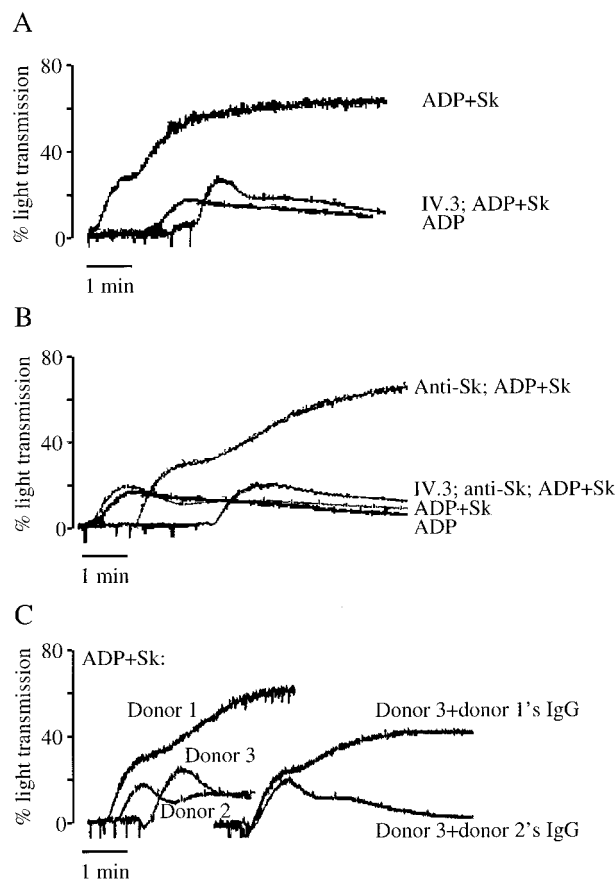 A
% light transmission
80
40
0
ADP+Sk
IV.3; ADP+Sk
ADP
1 min
B
% light transmission
80
40
0
Anti-Sk; ADP+Sk
IV.3; anti-Sk; ADP+Sk
ADP+Sk
ADP
1 min
C
% light transmission
80
40
0
ADP+Sk:
Donor 1
Donor 3
Donor 2
Donor 3+donor 1's IgG
Donor 3+donor 2's IgG
1 min